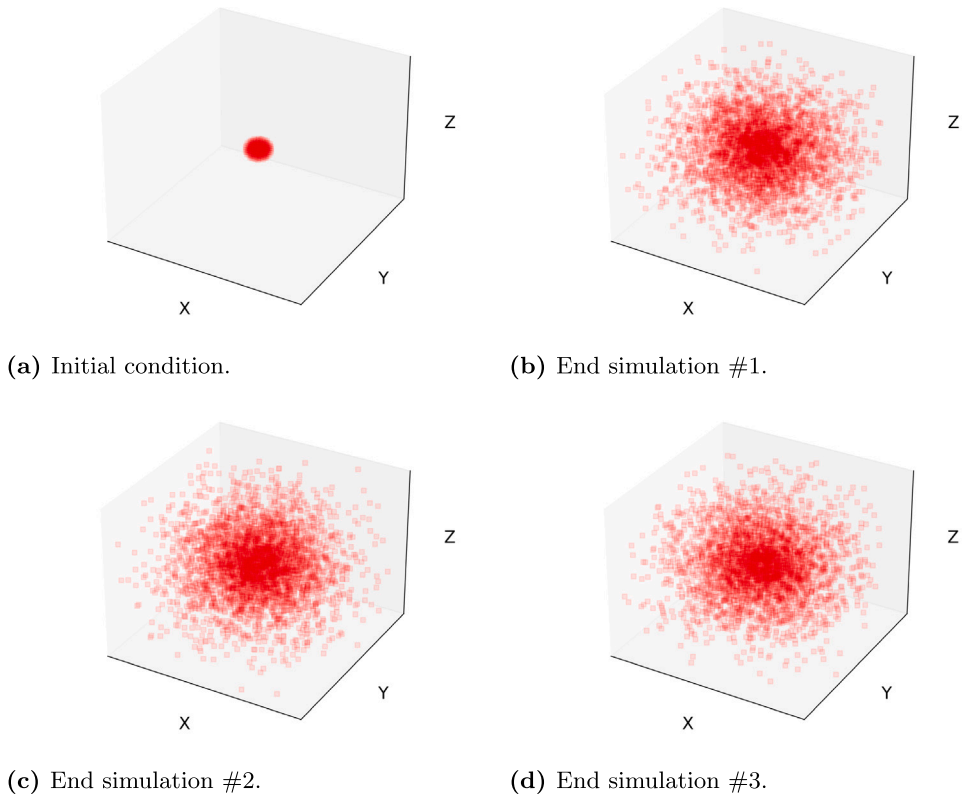 Z
Y
X
Z
Y
X
(a) Initial condition.
(b) End simulation #1.
Z
Y
X
Z
Y
X
(c) End simulation #2.
(d) End simulation #3.